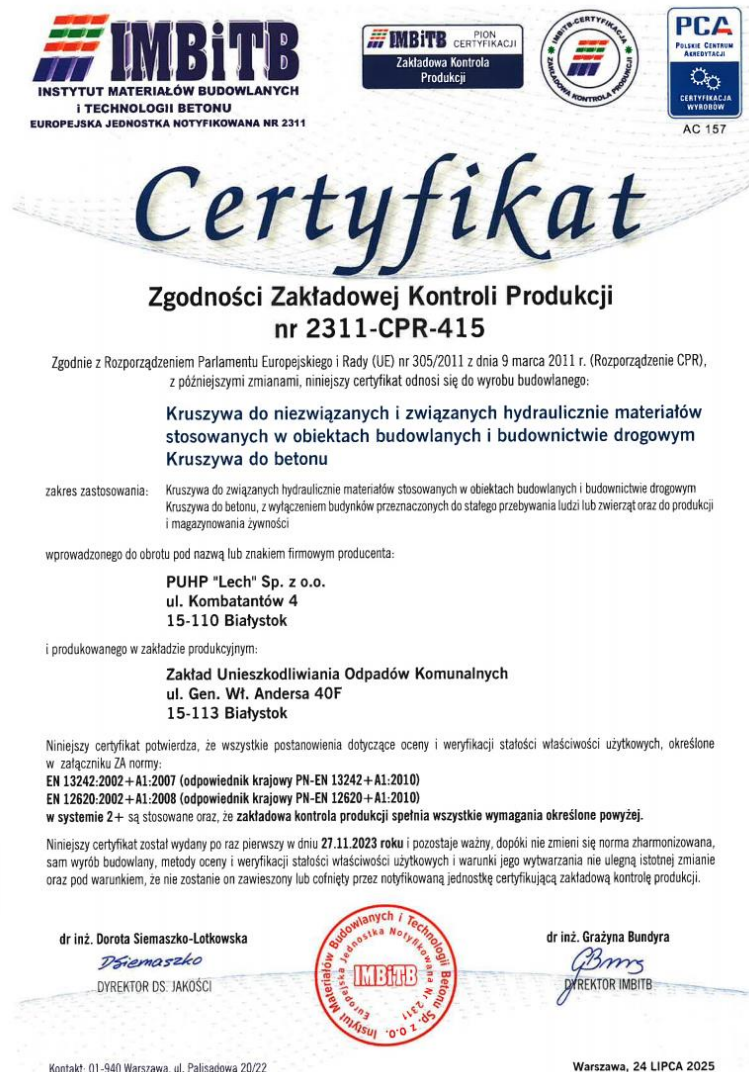 IMBiTB
INSTYTUT MATERIAŁÓW BUDOWLANYCH
i TECHNOLOGII BETONU
EUROPEJSKA JEDNOSTKA NOTYFIKOWANA NR 2311
IMBiTB PION CERTYFIKACJI
Zakładowa Kontrola
Produkcji
IMBiTB-CERTYFIKACJA
ZAKŁADOWA KONTROLA PRODUKCJI
PCA
POLSKIE CENTRUM
AKREDYTACJI
CERTYFIKACJA
WYROBÓW
AC 157
Certyfikat
Zgodności Zakładowej Kontroli Produkcji
nr 2311-CPR-415
Zgodnie z Rozporządzeniem Parlamentu Europejskiego i Rady (UE) nr 305/2011 z dnia 9 marca 2011 r. (Rozporządzenie CPR),
z późniejszymi zmianami, niniejszy certyfikat odnosi się do wyrobu budowlanego:
Kruszywa do niezwiązanych i związanych hydraulicznie materiałów
stosowanych w obiektach budowlanych i budownictwie drogowym
Kruszywa do betonu
zakres zastosowania: Kruszywa do związanych hydraulicznie materiałów stosowanych w obiektach budowlanych i budownictwie drogowym
Kruszywa do betonu, z wyłączeniem budynków przeznaczonych do stałego przebywania ludzi lub zwierząt oraz do produkcji
i magazynowania żywności
wprowadzonego do obrotu pod nazwą lub znakiem firmowym producenta:
PUHP "Lech" Sp. z o.o.
ul. Kombatantów 4
15-110 Białystok
i produkowanego w zakładzie produkcyjnym:
Zakład Unieszkodliwiania Odpadów Komunalnych
ul. Gen. Wł. Andersa 40F
15-113 Białystok
Niniejszy certyfikat potwierdza, że wszystkie postanowienia dotyczące oceny i weryfikacji stałości właściwości użytkowych, określone
w załączniku ZA normy:
EN 13242:2002+A1:2007 (odpowiednik krajowy PN-EN 13242+A1:2010)
EN 12620:2002+A1:2008 (odpowiednik krajowy PN-EN 12620+A1:2010)
w systemie 2+ są stosowane oraz, że zakładowa kontrola produkcji spełnia wszystkie wymagania określone powyżej.
Niniejszy certyfikat został wydany po raz pierwszy w dniu 27.11.2023 roku i pozostaje ważny, dopóki nie zmieni się norma zharmonizowana,
sam wyrób budowlany, metody oceny i weryfikacji stałości właściwości użytkowych i warunki jego wytwarzania nie ulegną istotnej zmianie
oraz pod warunkiem, że nie zostanie on zawieszony lub cofnięty przez notyfikowaną jednostkę certyfikującą zakładową kontrolę produkcji.
dr inż. Dorota Siemaszko-Lotkowska
DSiemaszko
DYREKTOR DS. JAKOŚCI
Instytut Materiałów Budowlanych i Technologii Betonu Sp. z o.o.
Europejska Jednostka Notyfikowana Nr 2311
IMBiTB
dr inż. Grażyna Bundyra
DYREKTOR IMBITB
Kontakt: 01-940 Warszawa, ul. Palisadowa 20/22
Warszawa, 24 LIPCA 2025